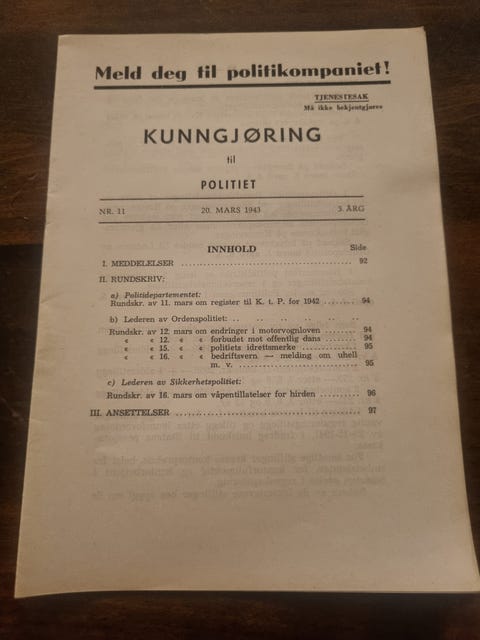 Meld deg til politikompaniet!
TJENESTESAK
Må ikke bekjentgjøres
KUNNGJØRING
til
POLITIET
NR. 11 20. MARS 1943 3. ÅRG
INNHOLD Side
I. MEDDELELSER ........ 92
II. RUNDSKRIV:
a) Politidepartementet:
Rundskr. av 11. mars om register til K. t. P. for 1942 ........ 94
b) Lederen av Ordenspolitiet: .. .. .. .. ..
Rundskr. av 12. mars om endringer i motorvognloven ........ 94
« « 12. « « forbudet mot offentlig dans ........ 94
« « 15. « « politiets idrettsmerke ........ 95
« « 16. « « bedriftsvern — melding om uhell
m. v. ........ 95
c) Lederen av Sikkerhetspolitiet:
Rundskr. av 16. mars om våpentillatelser for hirden ........ 96
III. ANSETTELSER ........ 97